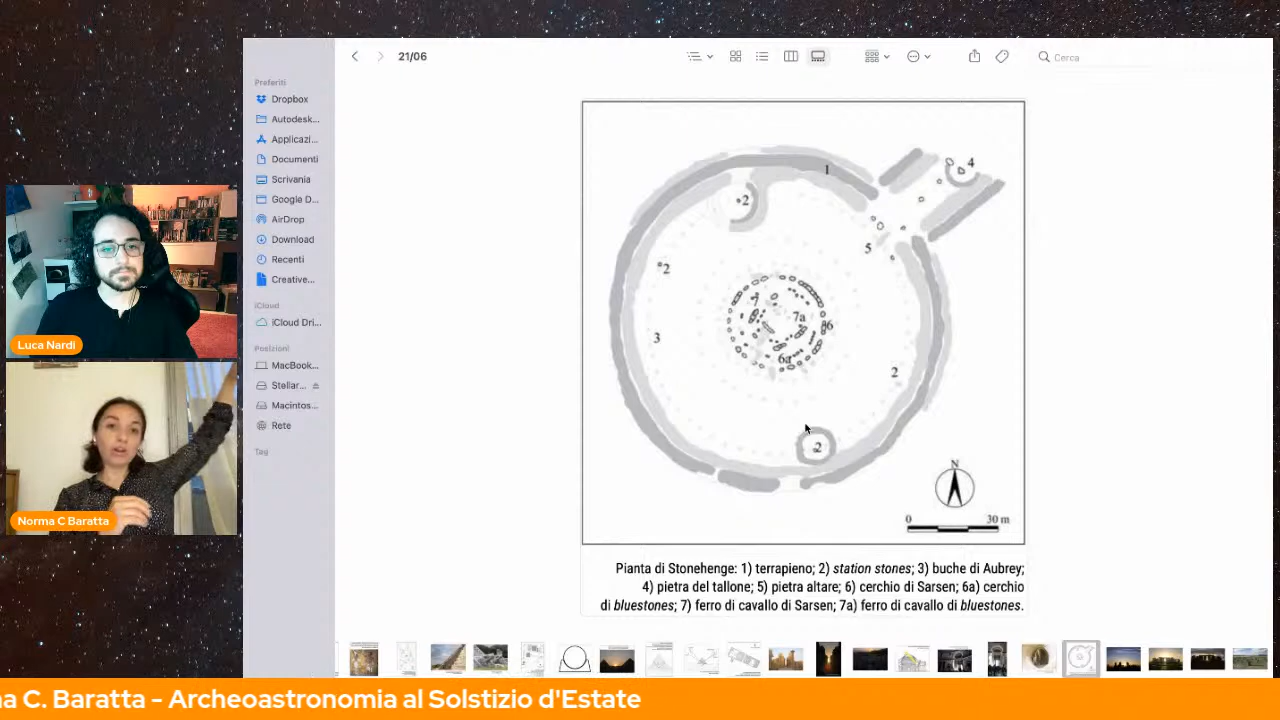 21/06
Cerca
Preferiti
Dropbox
Autodesk...
Applicazi...
Documenti
Scrivania
Google D...
AirDrop
Download
Recenti
Creative...
iCloud
iCloud Dri...
Posizioni
MacBook...
Stellar...
Macintos...
Rete
Tag
1
4
2
5
2
3
7
7a
6
6a
2
2
N
0 30 m
Pianta di Stonehenge: 1) terrapieno; 2) station stones; 3) buche di Aubrey;
4) pietra del tallone; 5) pietra altare; 6) cerchio di Sarsen; 6a) cerchio
di bluestones; 7) ferro di cavallo di Sarsen; 7a) ferro di cavallo di bluestones.
Luca Nardi
Norma C Baratta
a C. Baratta - Archeoastronomia al Solstizio d'Estate